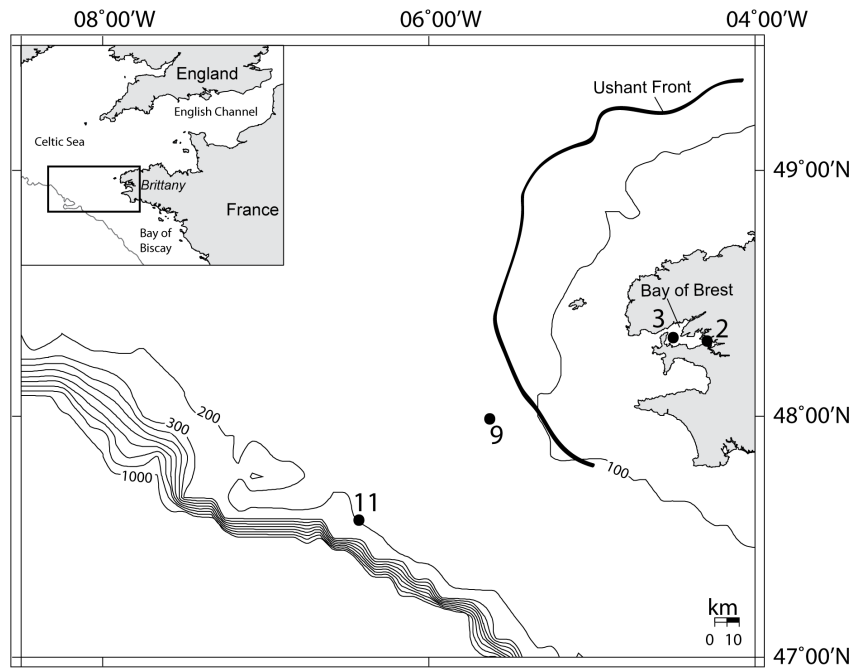 08°00'W 06°00'W 04°00'W
England
English Channel
Celtic Sea
Brittany
France
Bay of
Biscay
Ushant Front
49°00'N
Bay of Brest
3 2
200
300
1000
9
48°00'N
100
11
km
0 10
47°00'N